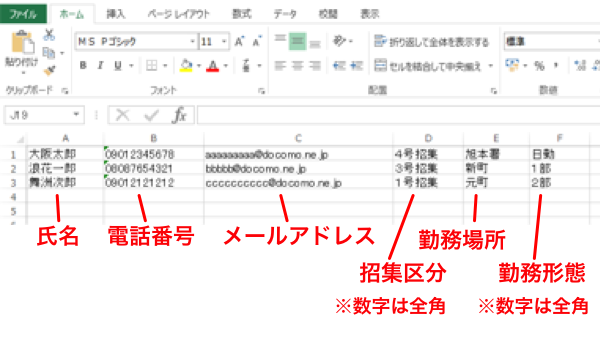 ファイル ホーム 挿入 ページ レイアウト 数式 データ 校閲 表示
MS Pゴシック 11 A A 折り返して全体を表示する 標準
貼り付け B I U A セルを結合して中央揃え %
クリップボード フォント 配置 数値
J19 fx
A B C D E F
1 大阪太郎 09012345678 aaaaaaaaa@docomo.ne.jp 4号招集 旭本署 日勤
2 浪花一郎 08087654321 bbbbb@docomo.ne.jp 3号招集 新町 1部
3 舞洲次郎 09012121212 cccccccccc@docomo.ne.jp 1号招集 元町 2部
4
5
氏名 電話番号 メールアドレス 勤務場所
招集区分 勤務形態
※数字は全角 ※数字は全角